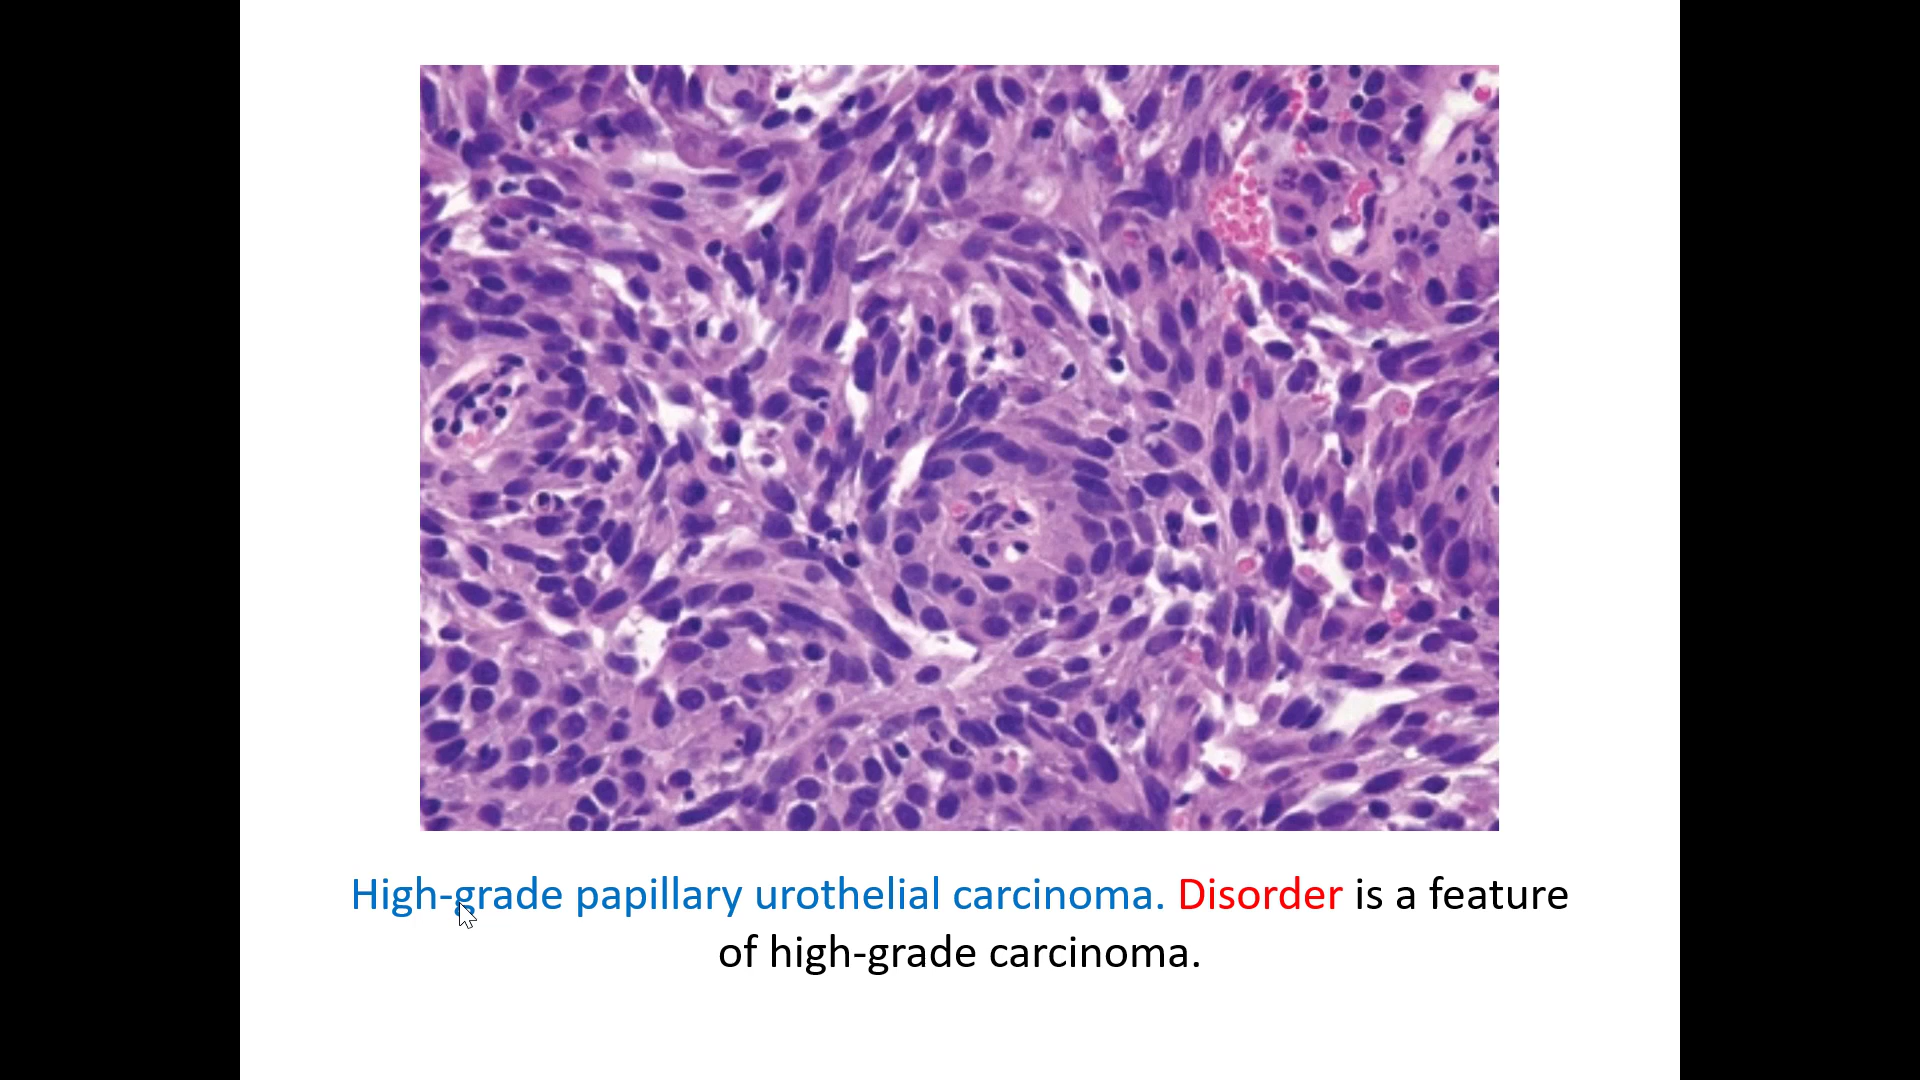 High-grade papillary urothelial carcinoma. Disorder is a feature
of high-grade carcinoma.